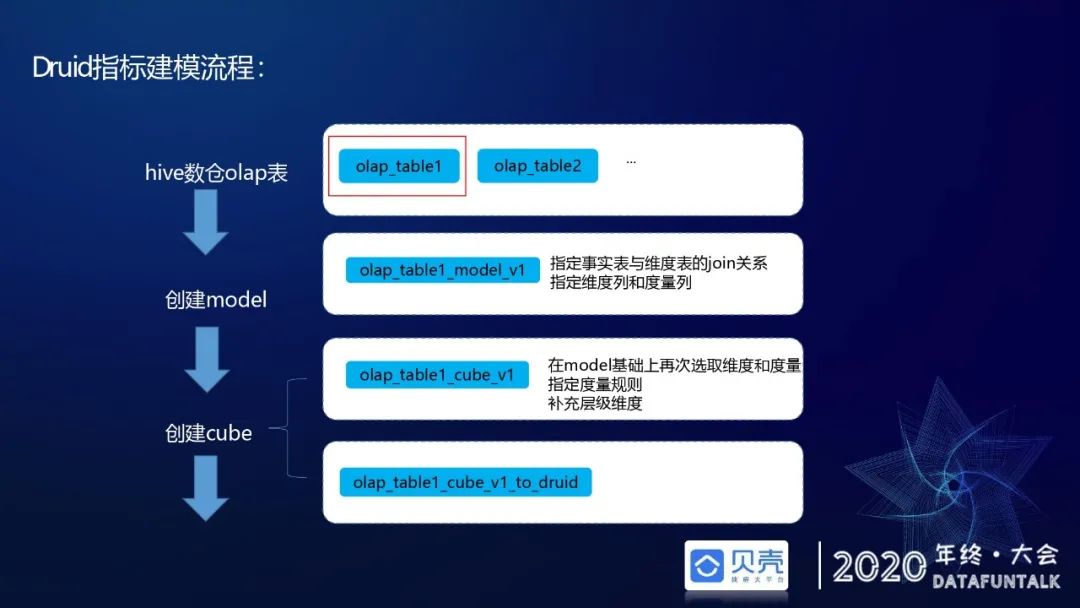 Druid指标建模流程：
hive数仓olap表
olap_table1
olap_table2
...
创建model
olap_table1_model_v1
指定事实表与维度表的join关系
指定维度列和度量列
创建cube
olap_table1_cube_v1
在model基础上再次选取维度和度量
指定度量规则
补充层级维度
olap_table1_cube_v1_to_druid
贝壳
找房大平台
2020
年终·大会
DATAFUNTALK